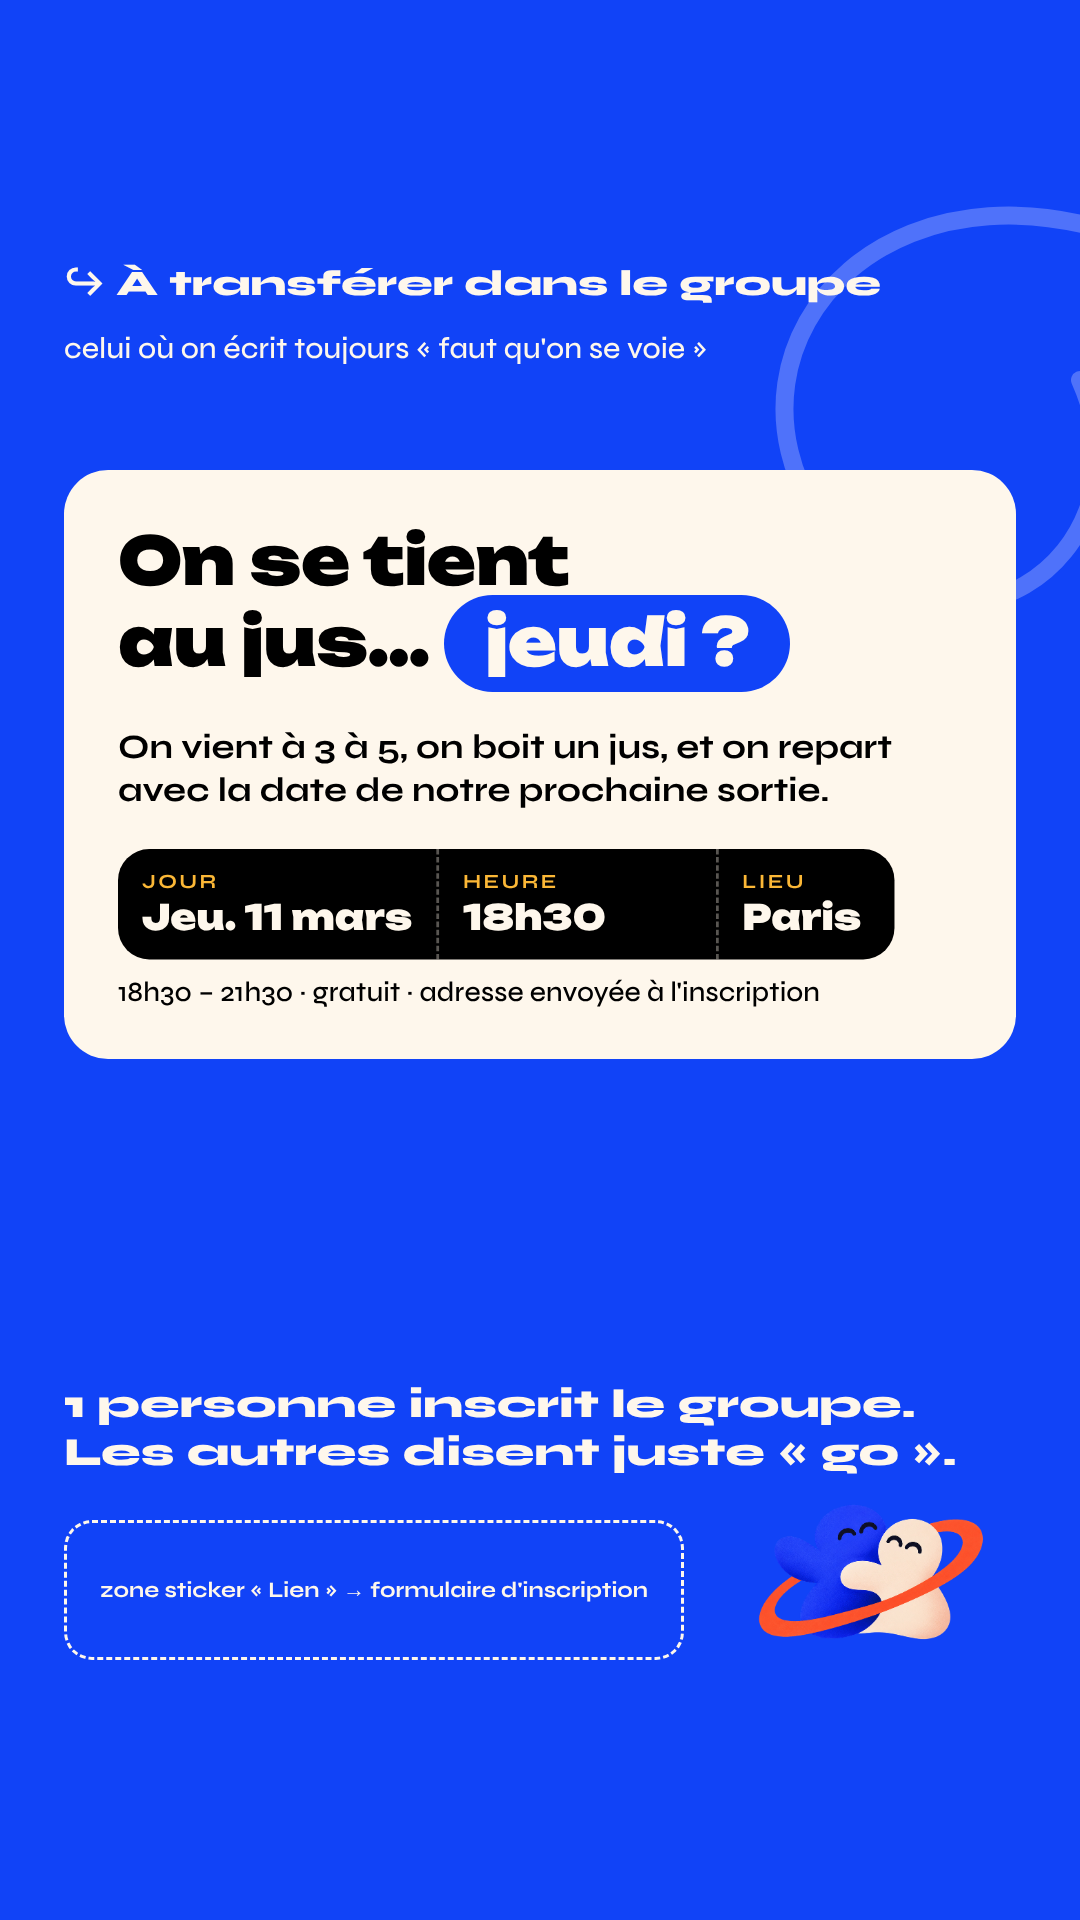 ↪ À transférer dans le groupe
celui où on écrit toujours « faut qu'on se voie »
On se tient
au jus... jeudi ?
On vient à 3 à 5, on boit un jus, et on repart
avec la date de notre prochaine sortie.
JOUR HEURE LIEU
Jeu. 11 mars 18h30 Paris
18h30 – 21h30 · gratuit · adresse envoyée à l'inscription
1 personne inscrit le groupe.
Les autres disent juste « go ».
zone sticker « Lien » → formulaire d'inscription